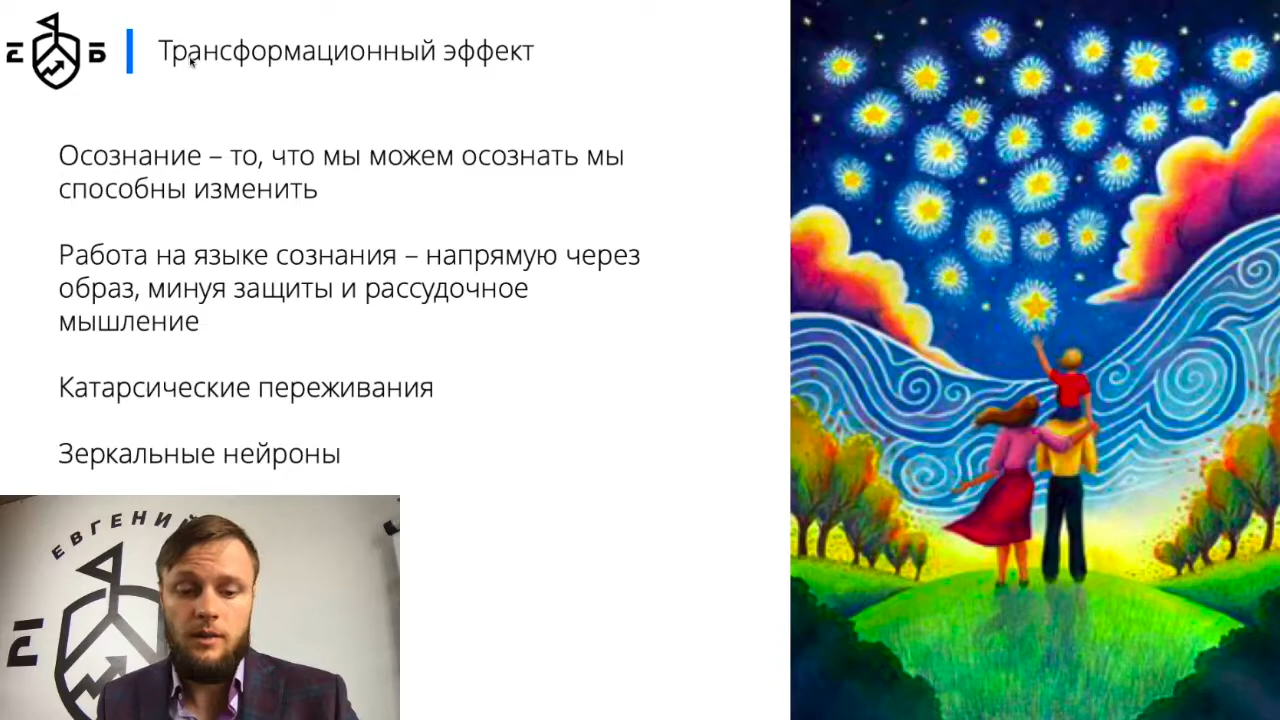 Е Б
Трансформационный эффект
Осознание – то, что мы можем осознать мы
способны изменить
Работа на языке сознания – напрямую через
образ, минуя защиты и рассудочное
мышление
Катарсические переживания
Зеркальные нейроны
ЕВГЕНИЙ
Е